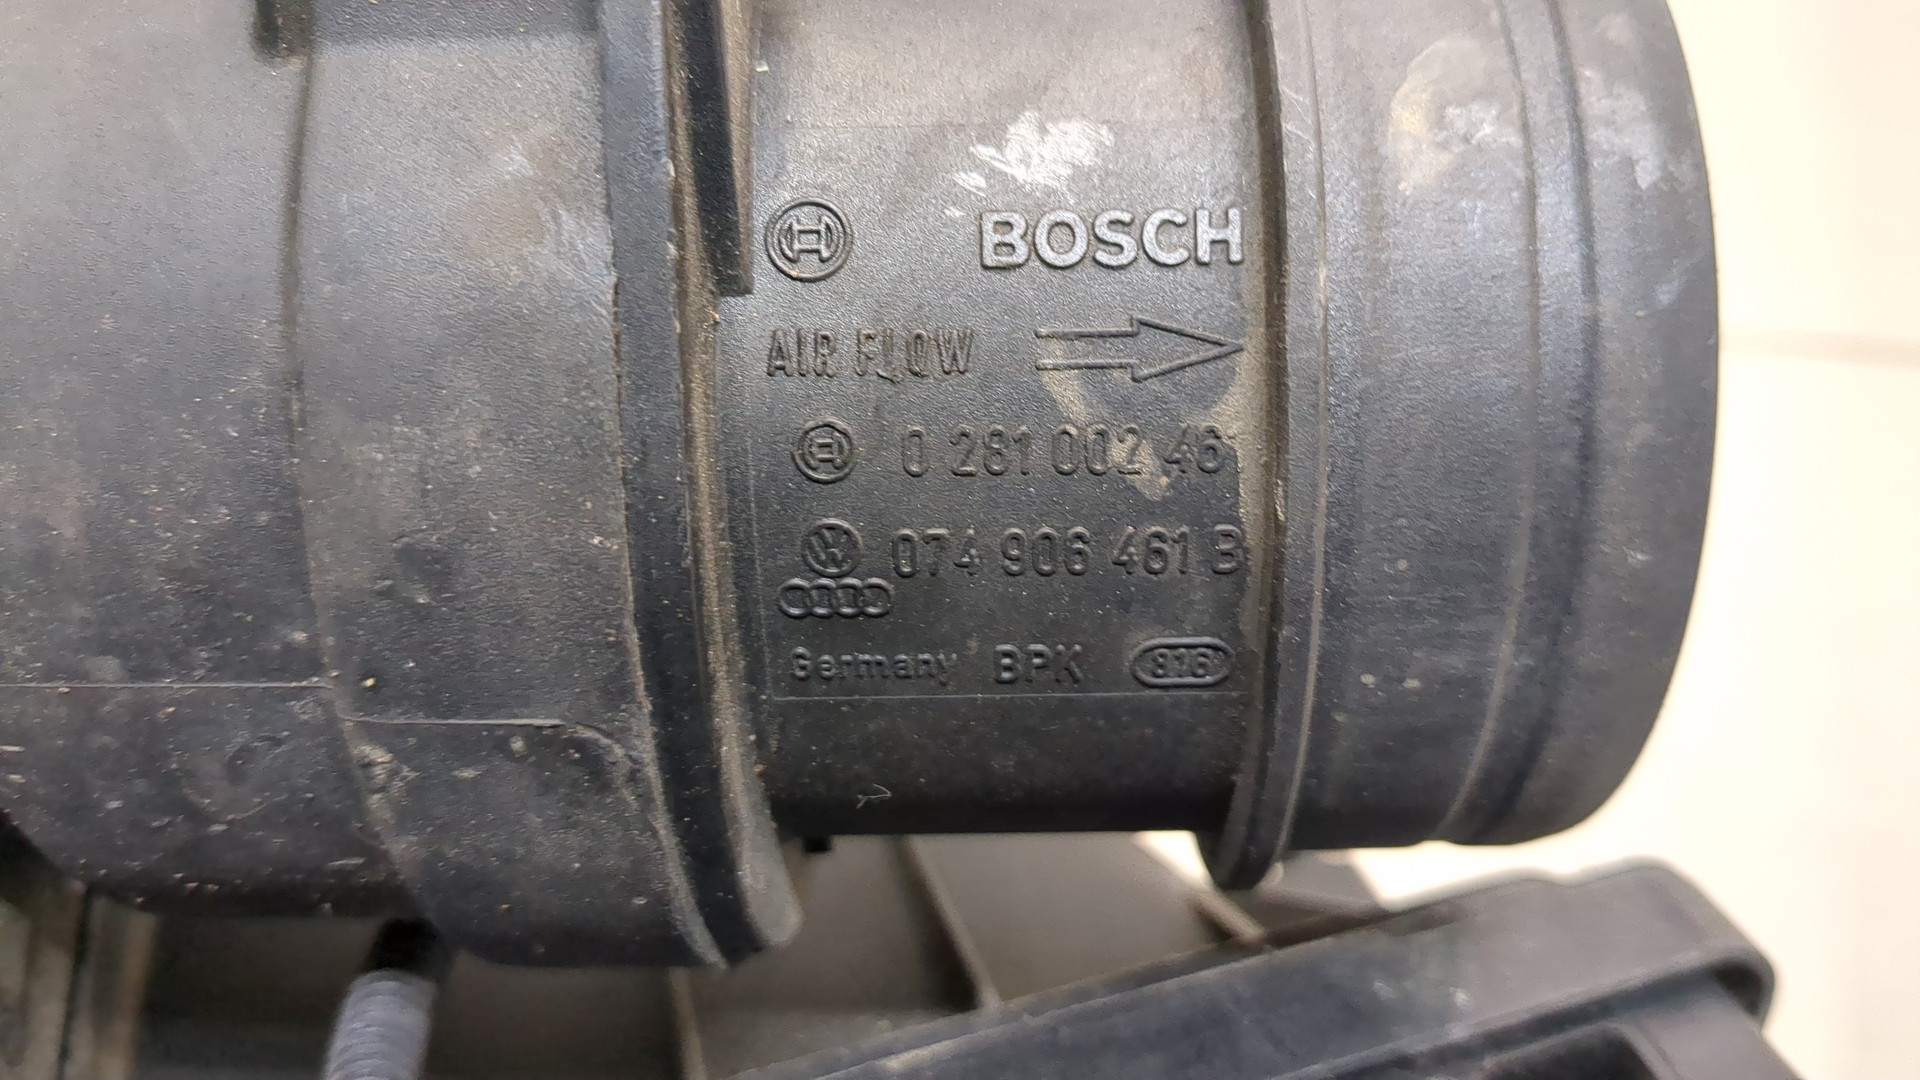 BOSCH
AIR FLOW
0 281 002 461
074 906 461 B
Germany BPK 816